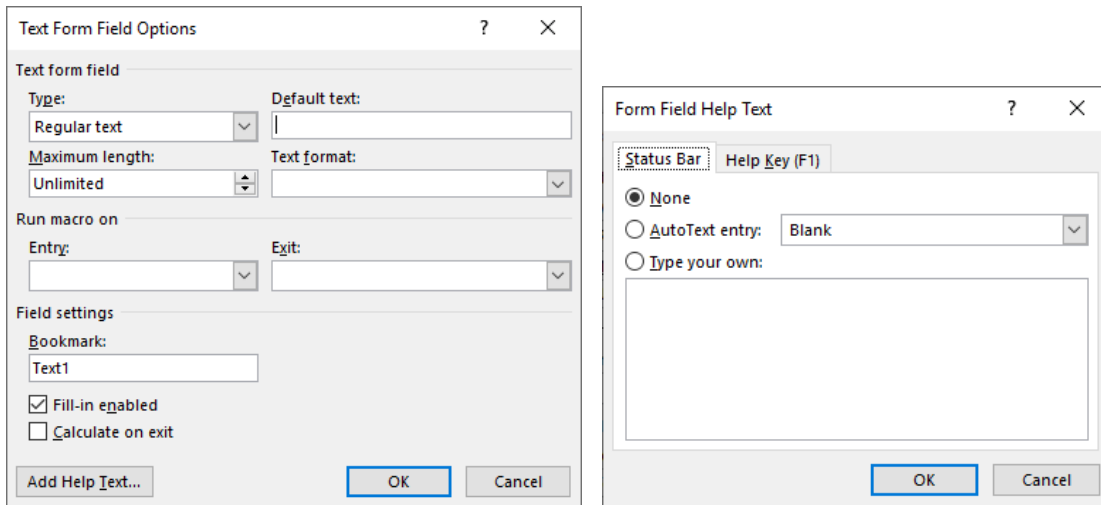 Text Form Field Options ? ×
Text form field
Type: Default text:
Regular text
Maximum length: Text format:
Unlimited
Run macro on
Entry: Exit:
Field settings
Bookmark:
Text1
Fill-in enabled
Calculate on exit
Add Help Text... OK Cancel
Form Field Help Text ? ×
Status Bar Help Key (F1)
None
AutoText entry: Blank
Type your own:
OK Cancel